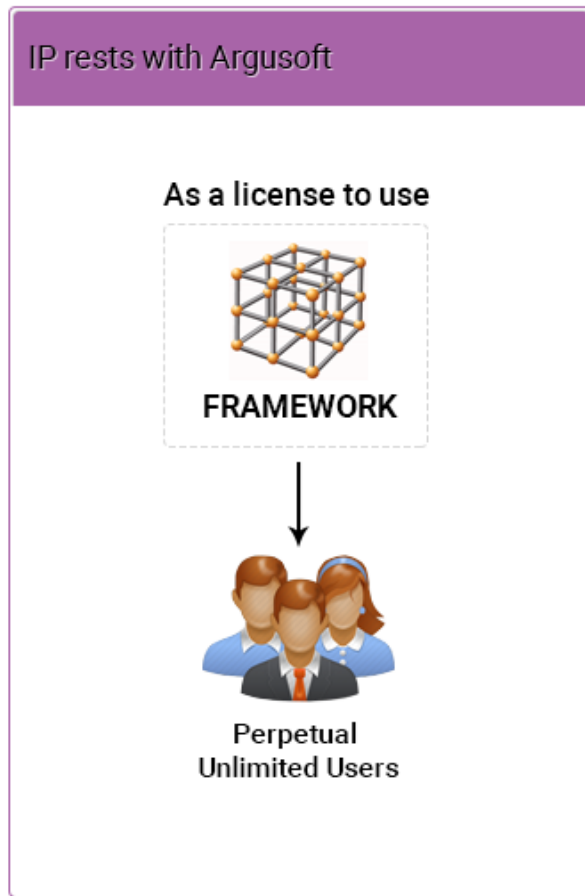 IP rests with Argusoft
As a license to use
FRAMEWORK
Perpetual
Unlimited Users